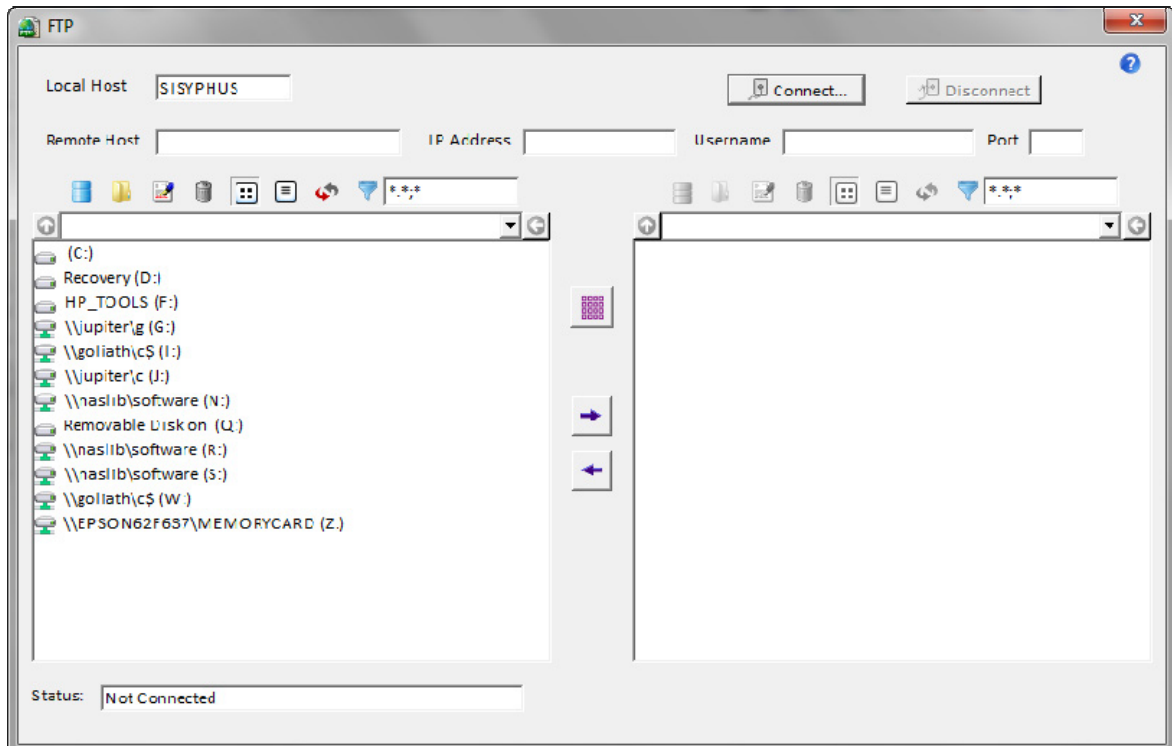 FTP
Local Host SISYPHUS Connect... Disconnect
Remote Host IP Address Username Port
*.*;* *.*;*
(C:)
Recovery (D:)
HP_TOOLS (F:)
\\jupiter\g (G:)
\\goliath\c$ (I:)
\\jupiter\c (J:)
\\naslib\software (N:)
Removable Disk on (Q:)
\\naslib\software (R:)
\\naslib\software (S:)
\\goliath\c$ (W:)
\\EPSON62F637\MEMORYCARD (Z:)
Status: Not Connected